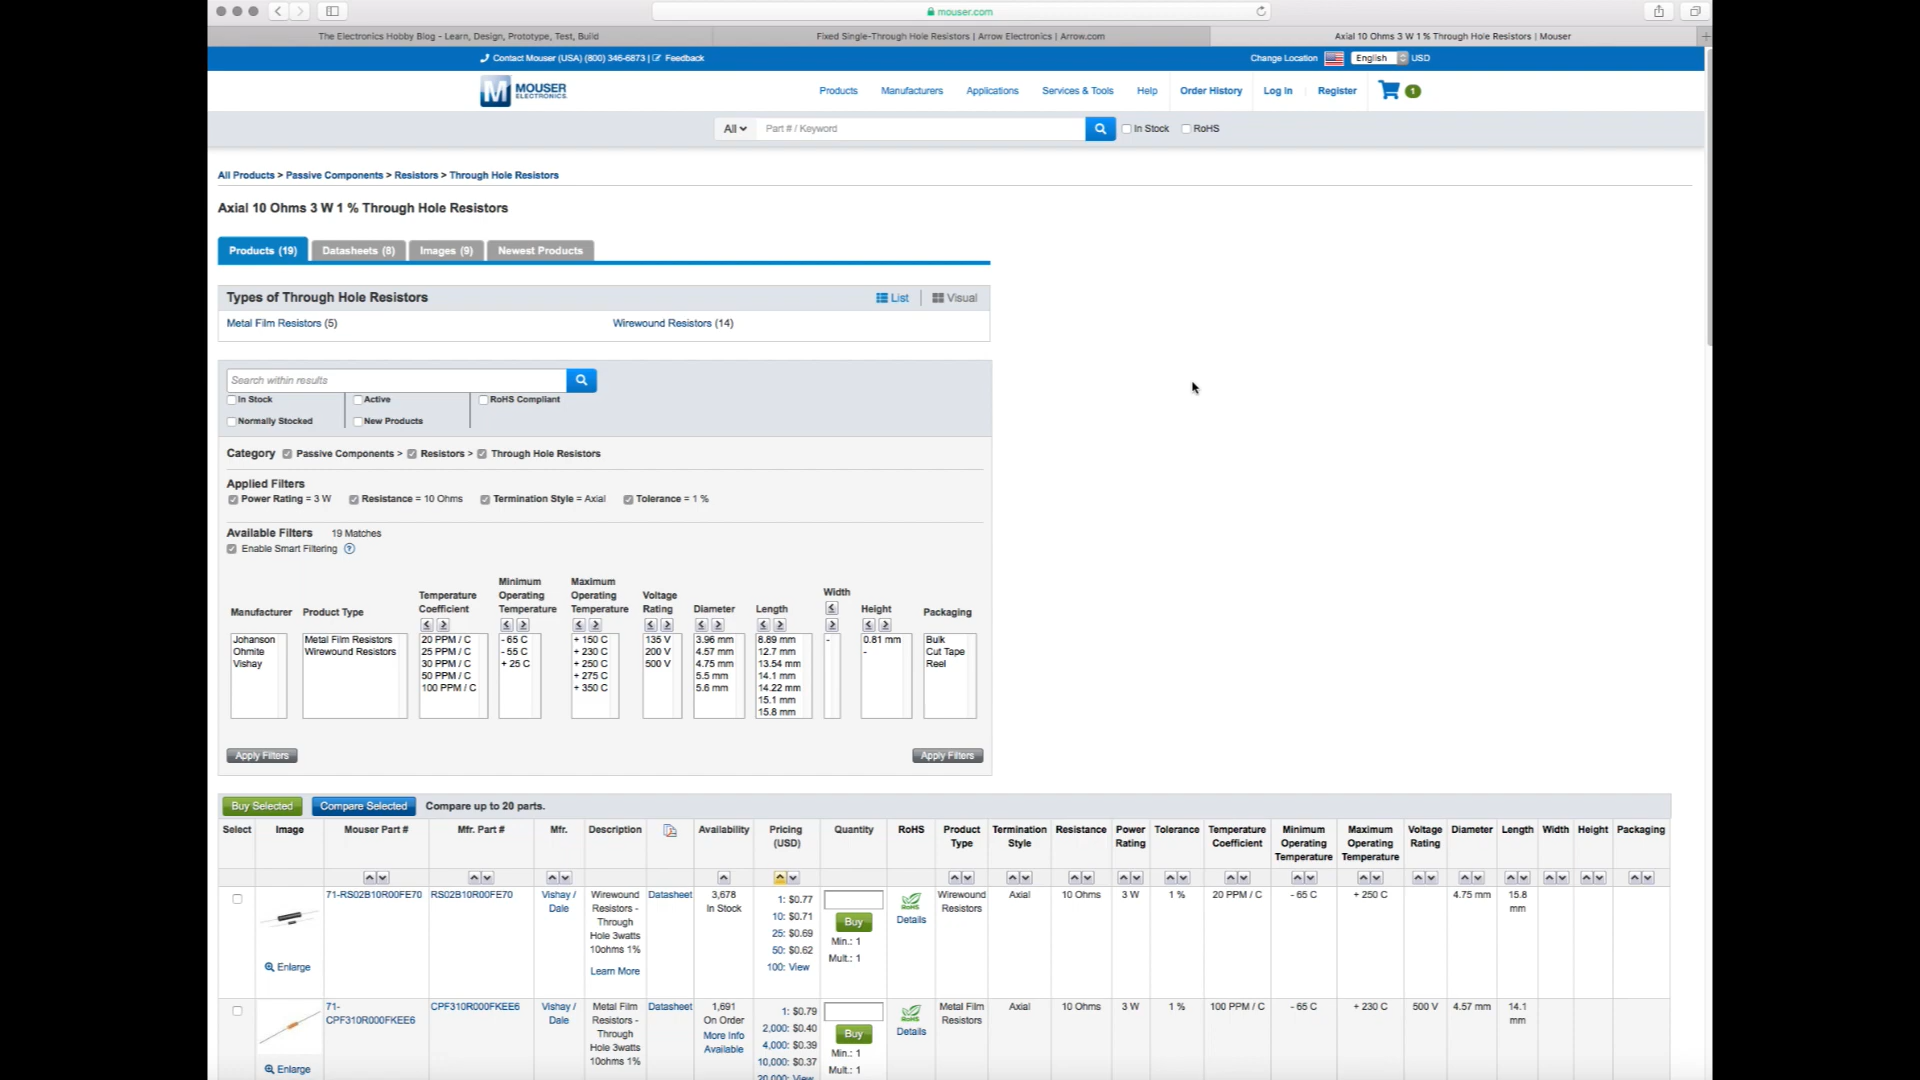 mouser.com
The Electronics Hobby Blog - Learn, Design, Prototype, Test, Build
Fixed Single-Through Hole Resistors | Arrow Electronics | Arrow.com
Axial 10 Ohms 3 W 1 % Through Hole Resistors | Mouser
Contact Mouser (USA) (800) 346-6873 | Feedback
Change Location English USD
MOUSER ELECTRONICS
Products Manufacturers Applications Services & Tools Help Order History Log In Register 1
All Part # / Keyword In Stock RoHS
All Products > Passive Components > Resistors > Through Hole Resistors
Axial 10 Ohms 3 W 1 % Through Hole Resistors
Products (19) Datasheets (8) Images (9) Newest Products
Types of Through Hole Resistors List Visual
Metal Film Resistors (5) Wirewound Resistors (14)
Search within results
In Stock Active RoHS Compliant
Normally Stocked New Products
Category Passive Components > Resistors > Through Hole Resistors
Applied Filters
Power Rating = 3 W Resistance = 10 Ohms Termination Style = Axial Tolerance = 1 %
Available Filters 19 Matches
Enable Smart Filtering
Manufacturer
Johanson
Ohmite
Vishay
Product Type
Metal Film Resistors
Wirewound Resistors
Temperature
Coefficient
20 PPM / C
25 PPM / C
30 PPM / C
50 PPM / C
100 PPM / C
Minimum
Operating
Temperature
- 65 C
- 55 C
+ 25 C
Maximum
Operating
Temperature
+ 150 C
+ 230 C
+ 250 C
+ 275 C
+ 350 C
Voltage
Rating
135 V
200 V
500 V
Diameter
3.96 mm
4.57 mm
4.75 mm
5.5 mm
5.6 mm
Length
8.89 mm
12.7 mm
13.54 mm
14.1 mm
14.22 mm
15.1 mm
15.8 mm
Width
-
Height
0.81 mm
-
Packaging
Bulk
Cut Tape
Reel
Apply Filters Apply Filters
Buy Selected Compare Selected Compare up to 20 parts.
Select Image Mouser Part # Mfr. Part # Mfr. Description Availability Pricing (USD) Quantity RoHS Product Type Termination Style Resistance Power Rating Tolerance Temperature Coefficient Minimum Operating Temperature Maximum Operating Temperature Voltage Rating Diameter Length Width Height Packaging
Enlarge
71-RS02B10R00FE70
RS02B10R00FE70
Vishay /
Dale
Wirewound
Resistors -
Through
Hole 3watts
10ohms 1%
Learn More
Datasheet
3,678
In Stock
1: $0.77
10: $0.71
25: $0.69
50: $0.62
100: View
Buy
Min.: 1
Mult.: 1
RoHS
Details
Wirewound
Resistors
Axial
10 Ohms
3 W
1 %
20 PPM / C
- 65 C
+ 250 C
4.75 mm
15.8
mm
Enlarge
71-
CPF310R000FKEE6
CPF310R000FKEE6
Vishay /
Dale
Metal Film
Resistors -
Through
Hole 3watts
10ohms 1%
Datasheet
1,691
On Order
More Info
Available
1: $0.79
2,000: $0.40
4,000: $0.39
10,000: $0.37
20,000: View
Buy
Min.: 1
Mult.: 1
RoHS
Details
Metal Film
Resistors
Axial
10 Ohms
3 W
1 %
100 PPM / C
- 65 C
+ 230 C
500 V
4.57 mm
14.1
mm